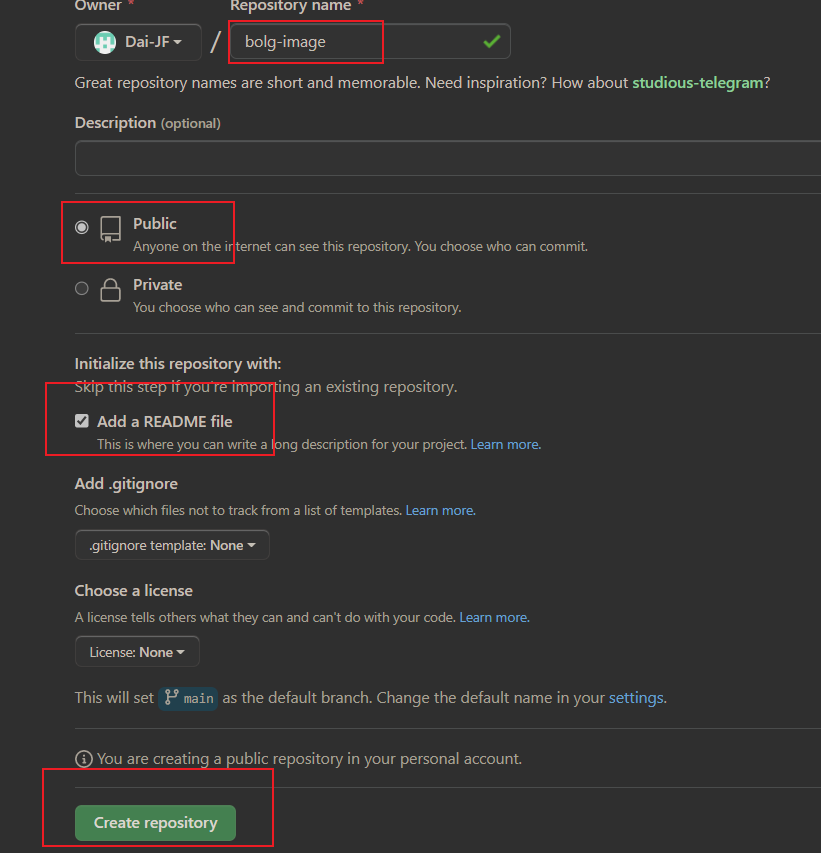 Owner * Repository name *
Dai-JF / bolg-image
Great repository names are short and memorable. Need inspiration? How about studious-telegram?
Description (optional)
Public
Anyone on the internet can see this repository. You choose who can commit.
Private
You choose who can see and commit to this repository.
Initialize this repository with:
Skip this step if you're importing an existing repository.
Add a README file
This is where you can write a long description for your project. Learn more.
Add .gitignore
Choose which files not to track from a list of templates. Learn more.
.gitignore template: None
Choose a license
A license tells others what they can and can't do with your code. Learn more.
License: None
This will set main as the default branch. Change the default name in your settings.
You are creating a public repository in your personal account.
Create repository